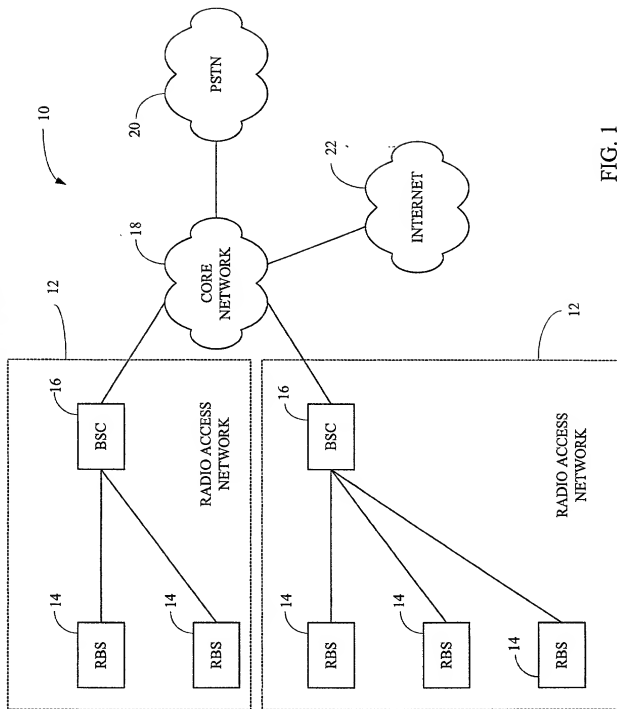 10
12
16
BSC
14
RBS
14
RBS
RADIO ACCESS
NETWORK
18
CORE
NETWORK
20
PSTN
22
INTERNET
12
16
BSC
14
RBS
14
RBS
14
RBS
RADIO ACCESS
NETWORK
FIG. 1